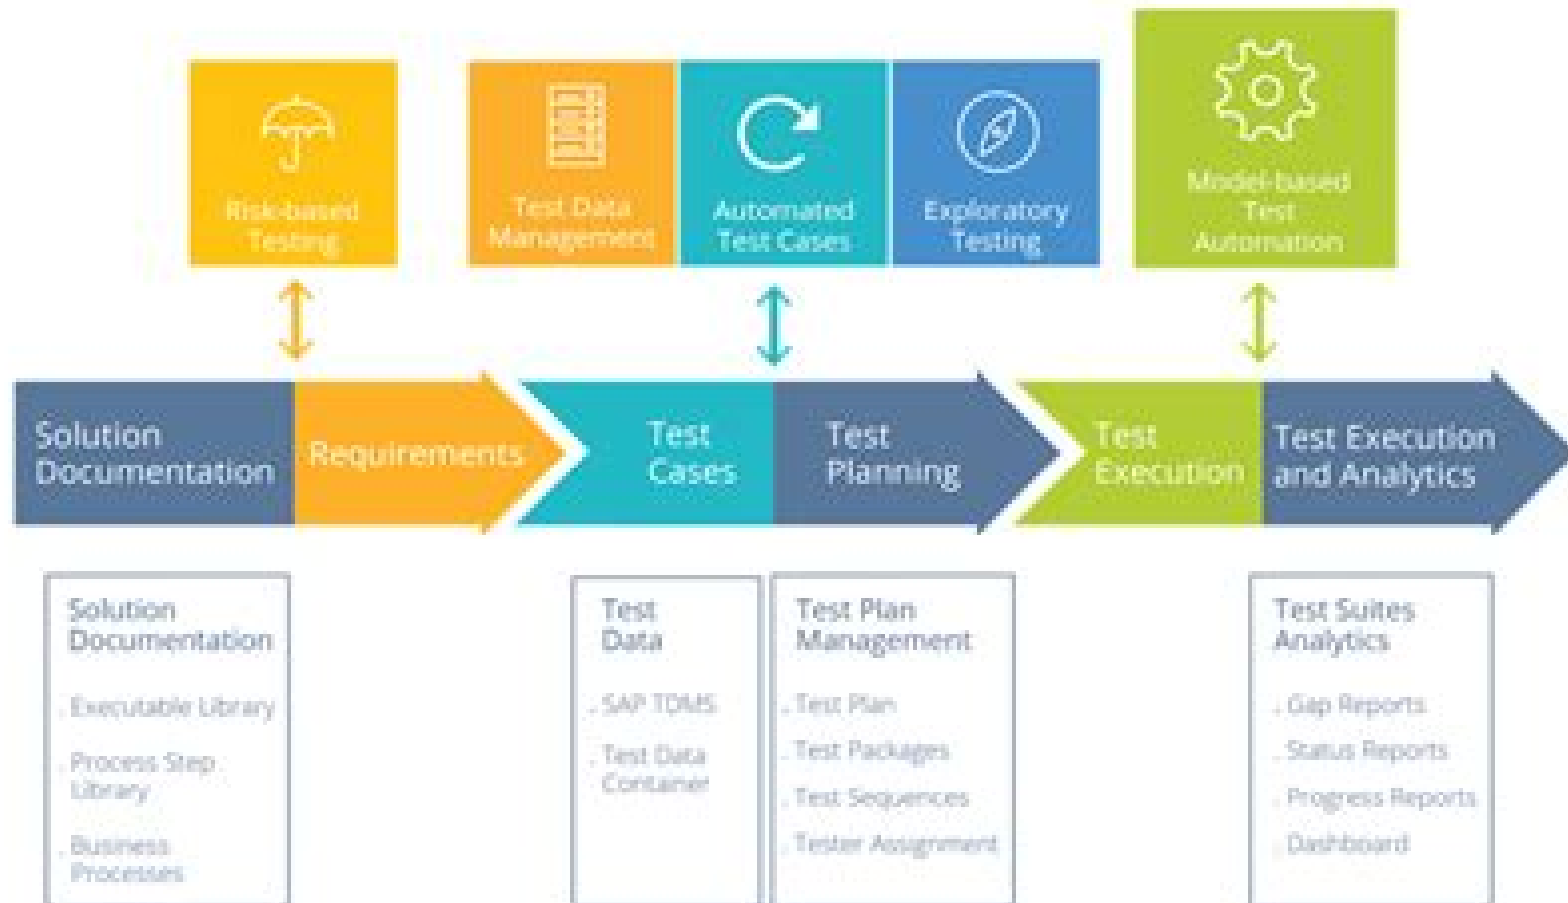 Risk-based
Testing
Test Data
Management
Automated
Test Cases
Exploratory
Testing
Model-based
Test
Automation
Solution
Documentation
Requirements
Test
Cases
Test
Planning
Test
Execution
Test Execution
and Analytics
Solution
Documentation
. Executable Library
. Process Step
Library
. Business
Processes
Test
Data
. SAP TDMS
. Test Data
Container
Test Plan
Management
. Test Plan
. Test Packages
. Test Sequences
. Tester Assignment
Test Suites
Analytics
. Gap Reports
. Status Reports
. Progress Reports
. Dashboard